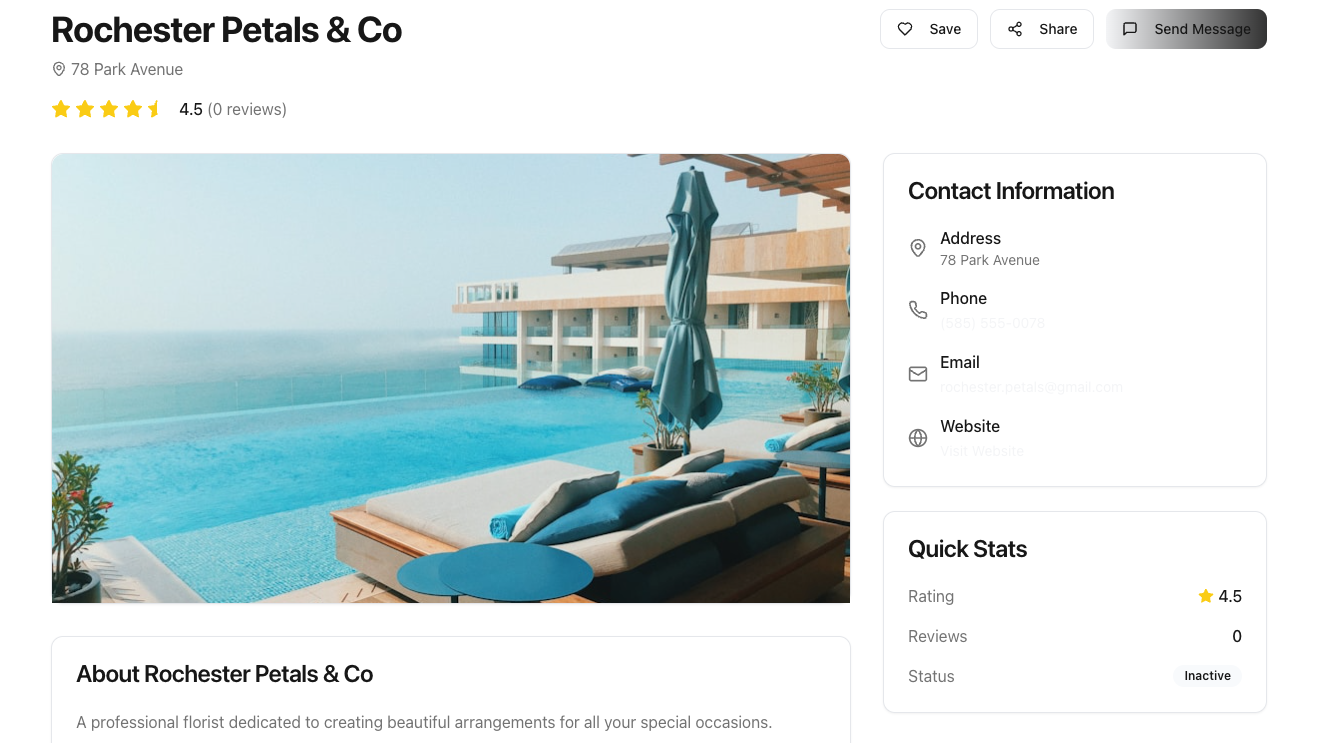 Rochester Petals & Co
Save
Share
Send Message
78 Park Avenue
4.5 (0 reviews)
Contact Information
Address
78 Park Avenue
Phone
(585) 555-0078
Email
rochester.petals@gmail.com
Website
Visit Website
Quick Stats
Rating
4.5
Reviews
0
Status
Inactive
About Rochester Petals & Co
A professional florist dedicated to creating beautiful arrangements for all your special occasions.